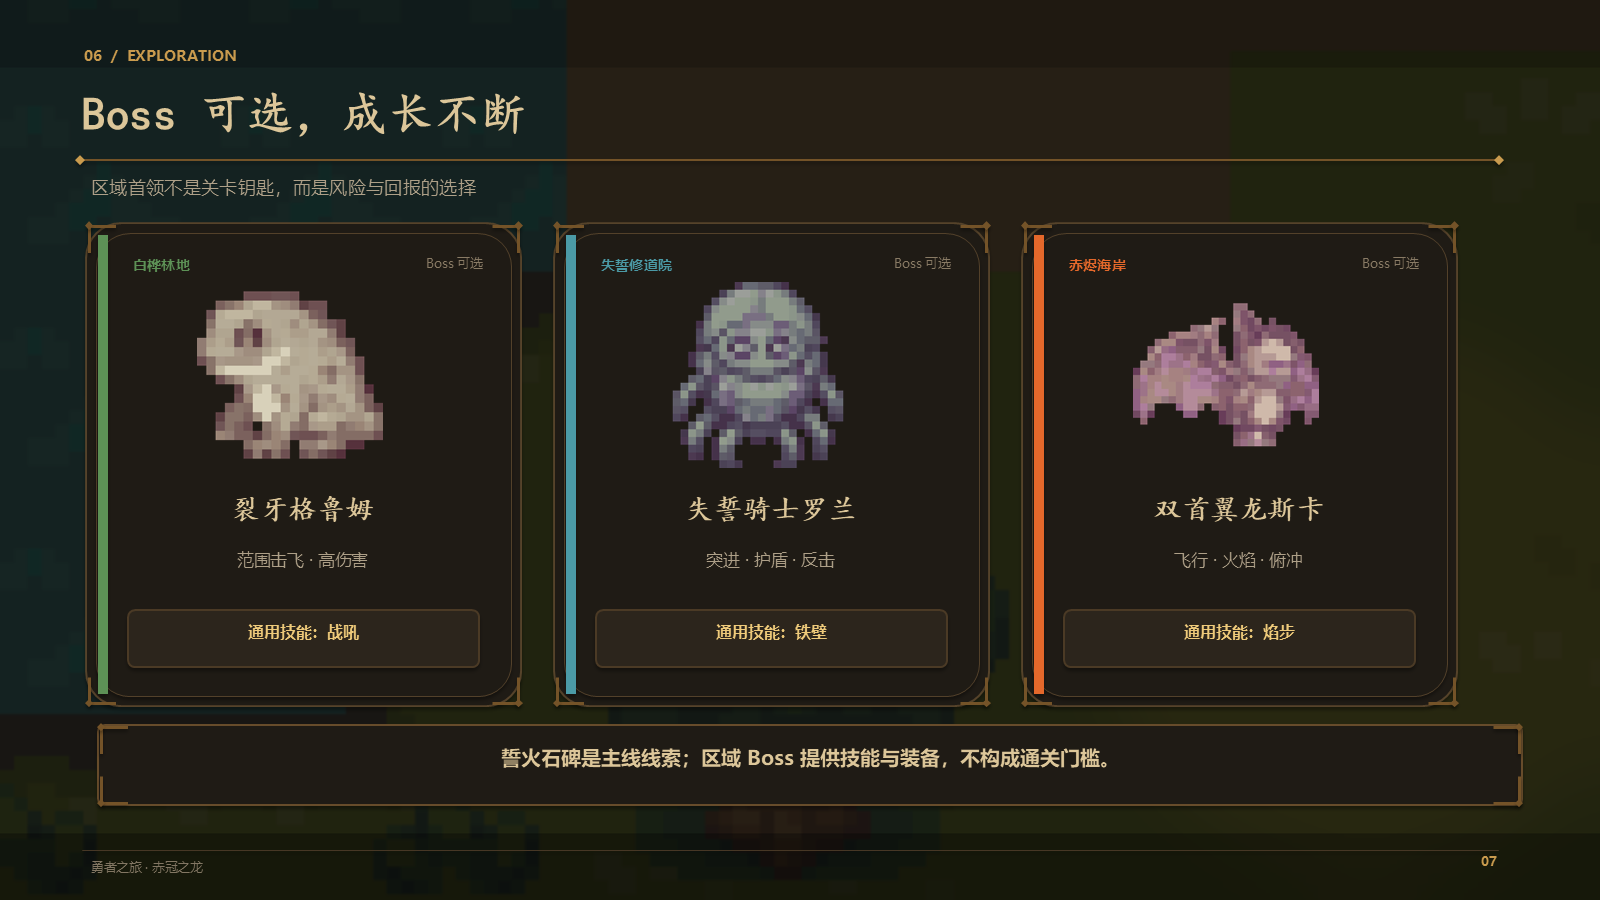 06 / EXPLORATION
Boss 可选，成长不断
区域首领不是关卡钥匙，而是风险与回报的选择
白桦林地
Boss 可选
裂牙格鲁姆
范围击飞 · 高伤害
通用技能：战吼
失誓修道院
Boss 可选
失誓骑士罗兰
突进 · 护盾 · 反击
通用技能：铁壁
赤烬海岸
Boss 可选
双首翼龙斯卡
飞行 · 火焰 · 俯冲
通用技能：焰步
誓火石碑是主线线索；区域 Boss 提供技能与装备，不构成通关门槛。
勇者之旅 · 赤冠之龙
07